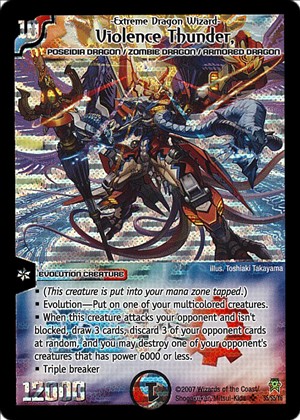 10
Extreme Dragon Wizard
Violence Thunder,
POSEIDIA DRAGON / ZOMBIE DRAGON / ARMORED DRAGON
illus. Toshiaki Takayama
EVOLUTION CREATURE
• (This creature is put into your mana zone tapped.)
• Evolution—Put on one of your multicolored creatures.
• When this creature attacks your opponent and isn't
blocked, draw 3 cards, discard 3 of your opponent's cards
at random, and you may destroy one of your opponent's
creatures that has power 6000 or less.
• Triple breaker
12000
T
©2007 Wizards of the Coast/
Shogakukan/Mitsui-Kids